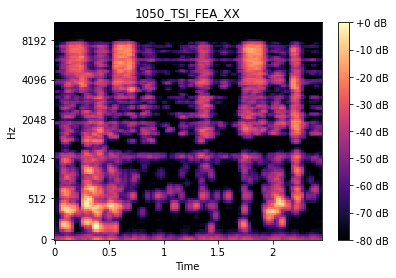 1050_TSI_FEA_XX
+0 dB
8192
-10 dB
4096
-20 dB
-30 dB
2048
-40 dB
Hz
1024
-50 dB
512
-60 dB
-70 dB
0
-80 dB
0 0.5 1 1.5 2
Time